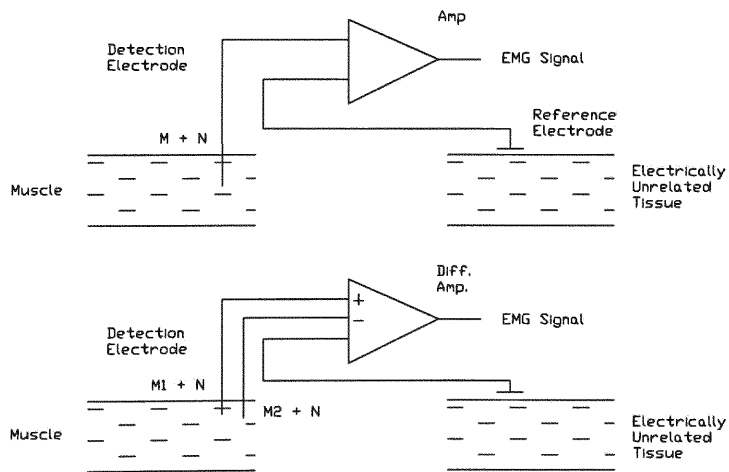 Amp
Detection
Electrode
EMG Signal
Reference
Electrode
M + N
Muscle
Electrically
Unrelated
Tissue
Diff.
Amp.
+
−
EMG Signal
Detection
Electrode
M1 + N
M2 + N
Muscle
Electrically
Unrelated
Tissue